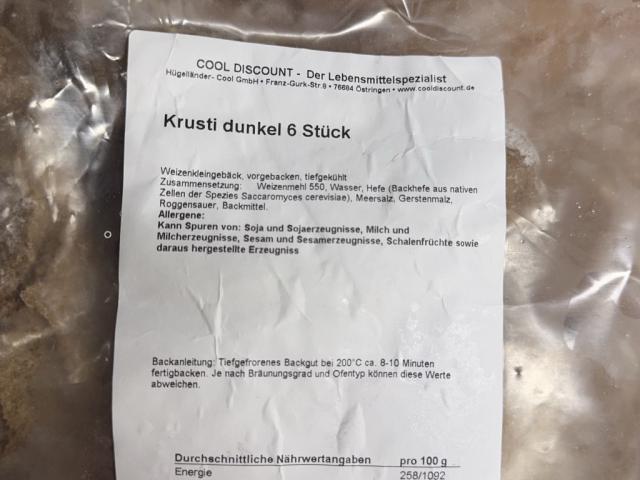 COOL DISCOUNT - Der Lebensmittelspezialist
Hügelländer- Cool GmbH • Franz-Gurk-Str.8 • 76684 Östringen • www.cooldiscount.de
Krusti dunkel 6 Stück
Weizenkleingebäck, vorgebacken, tiefgekühlt
Zusammensetzung: Weizenmehl 550, Wasser, Hefe (Backhefe aus nativen
Zellen der Spezies Saccaromyces cerevisiae), Meersalz, Gerstenmalz,
Roggensauer, Backmittel.
Allergene:
Kann Spuren von: Soja und Sojaerzeugnisse, Milch und
Milcherzeugnisse, Sesam und Sesamerzeugnisse, Schalenfrüchte sowie
daraus hergestellte Erzeugniss
Backanleitung: Tiefgefrorenes Backgut bei 200°C ca. 8-10 Minuten
fertigbacken. Je nach Bräunungsgrad und Ofentyp können diese Werte
abweichen.
Durchschnittliche Nährwertangaben pro 100 g
Energie 258/1092